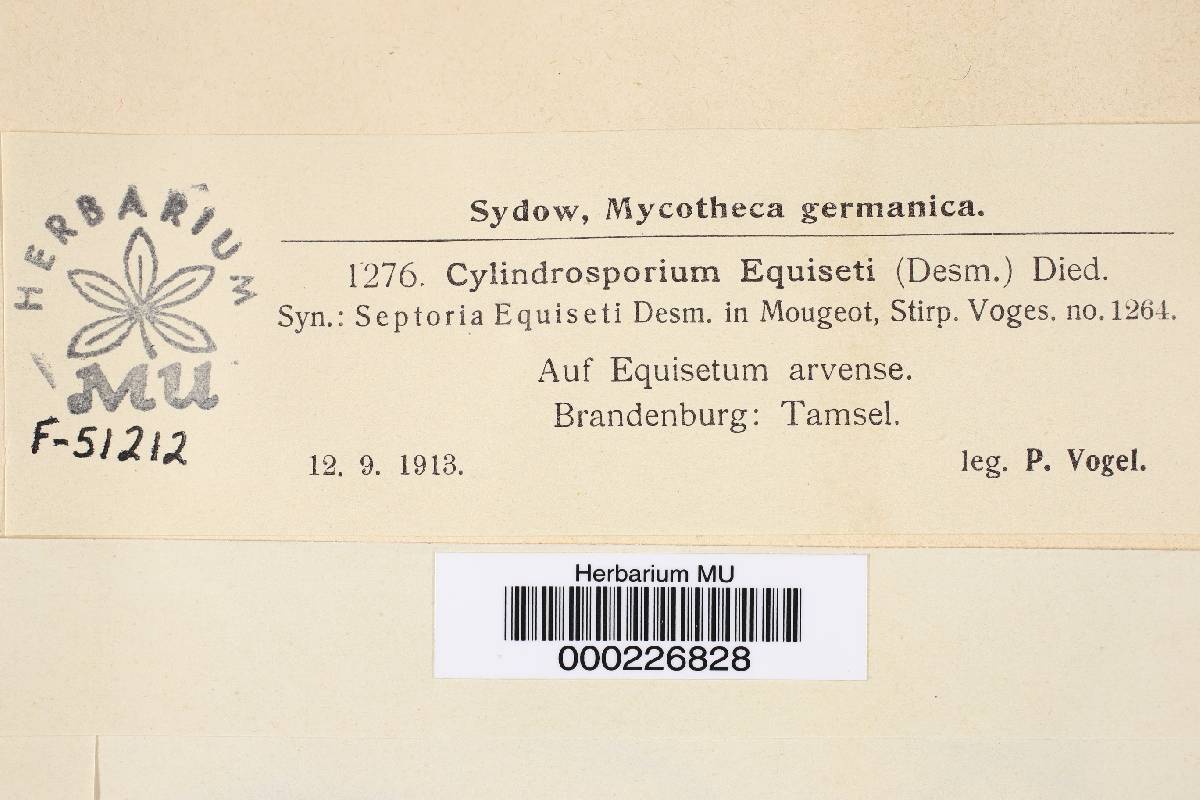 HERBARIUM
MU
F-51212
Sydow, Mycotheca germanica.
1276. Cylindrosporium Equiseti (Desm.) Died.
Syn.: Septoria Equiseti Desm. in Mougeot, Stirp. Voges. no. 1264.
Auf Equisetum arvense.
Brandenburg: Tamsel.
12. 9. 1913. leg. P. Vogel.
Herbarium MU
000226828